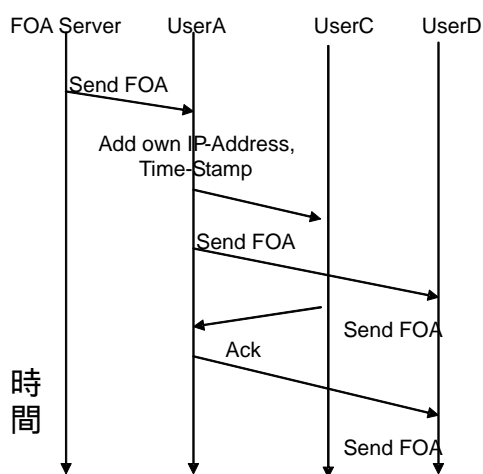 FOA Server UserA UserC UserD
Send FOA
Add own IP-Address,
Time-Stamp
Send FOA
Send FOA
Ack
時
間
Send FOA